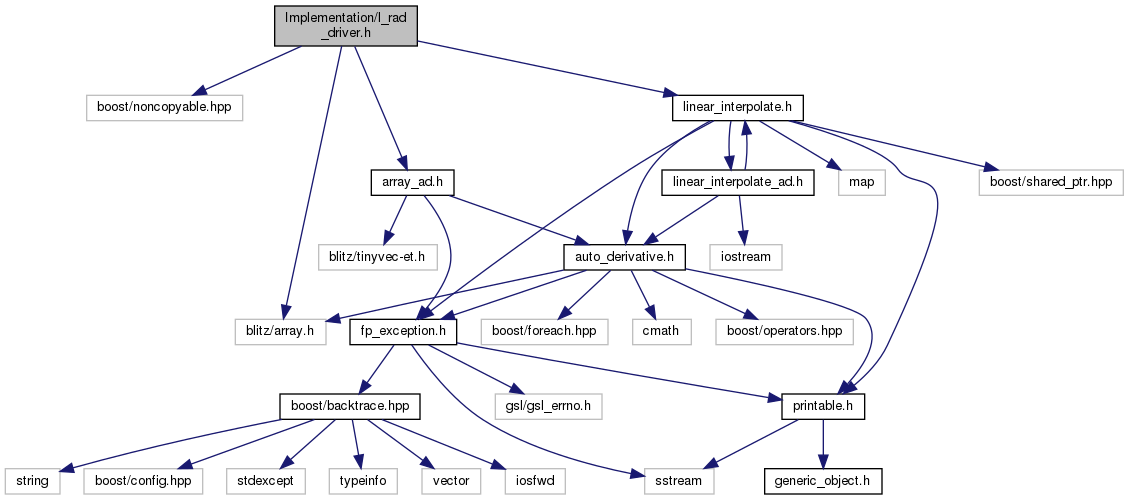 Implementation/l_rad
_driver.h
boost/noncopyable.hpp
linear_interpolate.h
array_ad.h
linear_interpolate_ad.h
map
boost/shared_ptr.hpp
blitz/tinyvec-et.h
auto_derivative.h
iostream
blitz/array.h
fp_exception.h
boost/foreach.hpp
cmath
boost/operators.hpp
boost/backtrace.hpp
gsl/gsl_errno.h
printable.h
string
boost/config.hpp
stdexcept
typeinfo
vector
iosfwd
sstream
generic_object.h